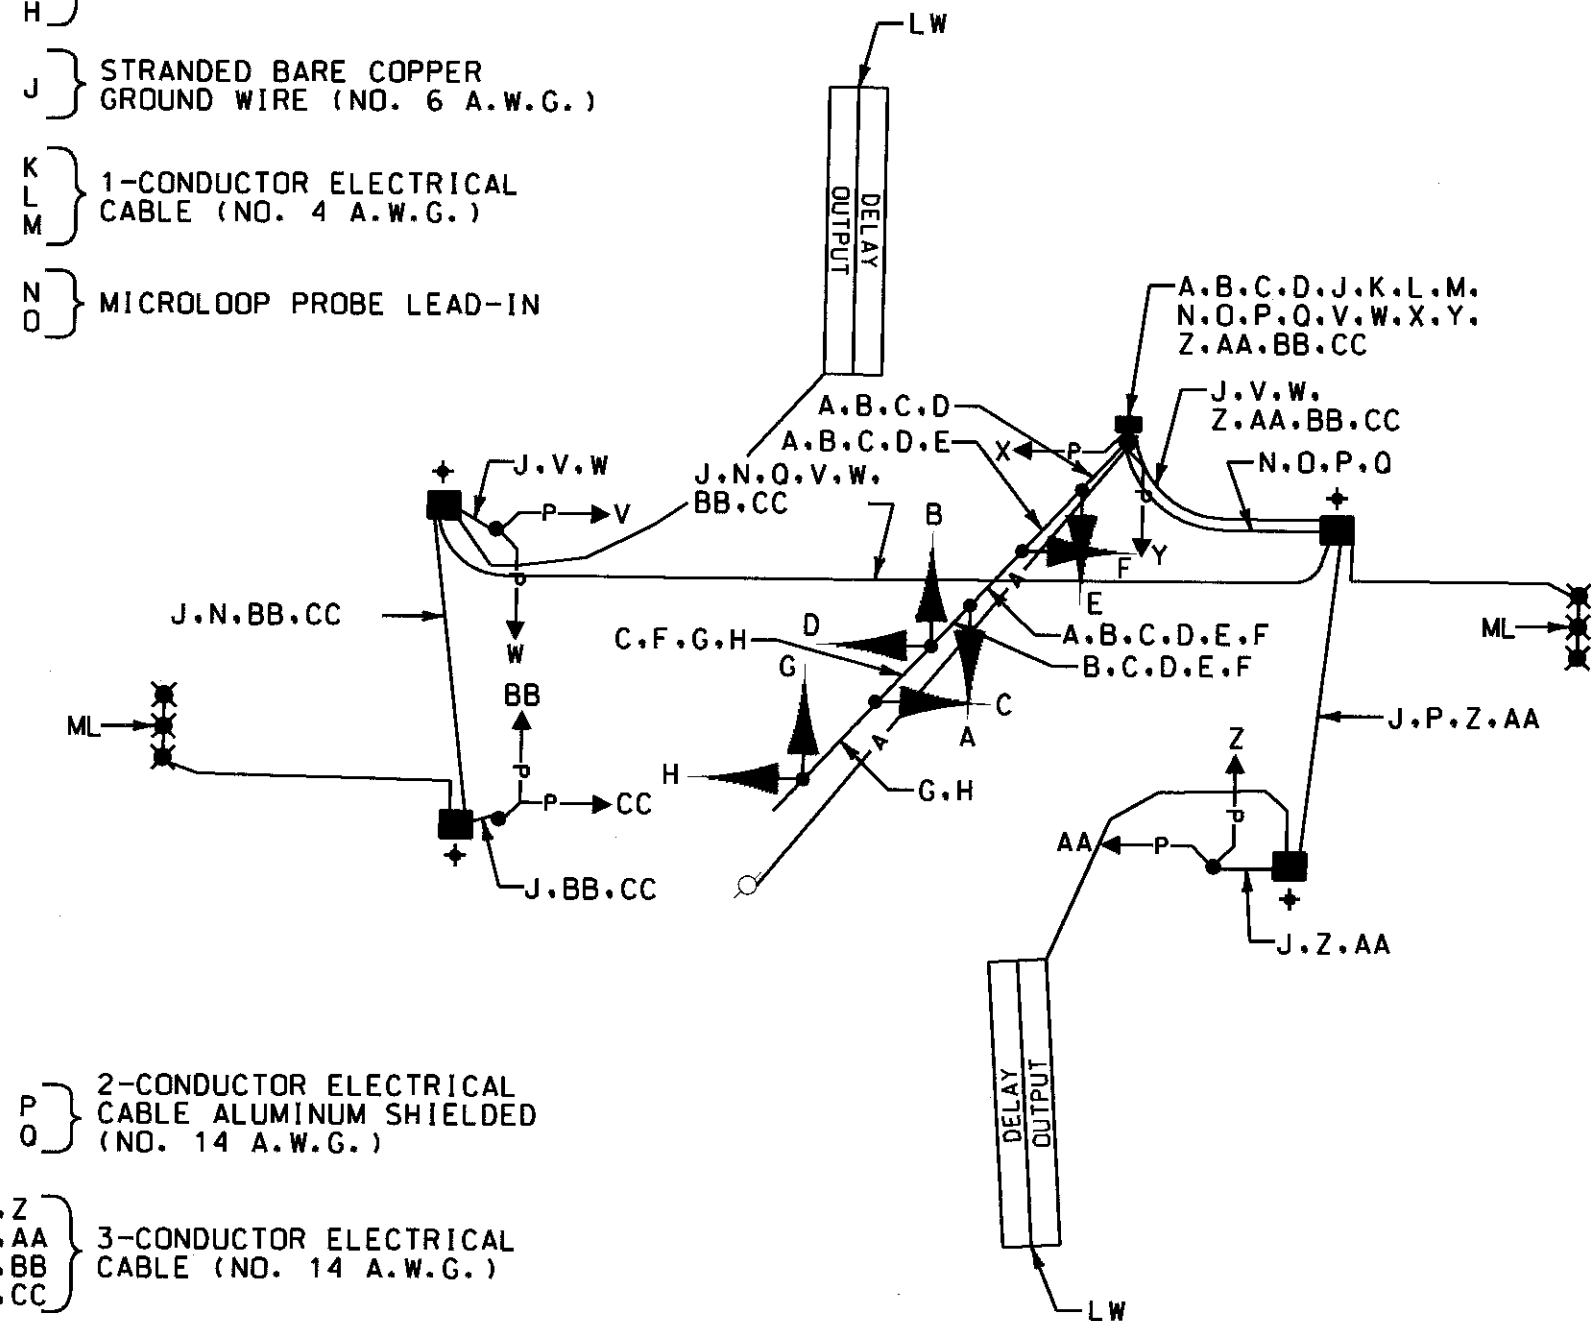 H
J
STRANDED BARE COPPER
GROUND WIRE (NO. 6 A.W.G.)
K
L
M
1-CONDUCTOR ELECTRICAL
CABLE (NO. 4 A.W.G.)
N
O
MICROLOOP PROBE LEAD-IN
LW
OUTPUT
DELAY
A.B.C.D.J.K.L.M.
N.O.P.Q.V.W.X.Y.
Z.AA.BB.CC
J.V.W.
Z.AA.BB.CC
N.O.P.Q
A.B.C.D
A.B.C.D.E
X
P
P
Y
J.V.W
P
V
P
W
J.N.Q.V.W.
BB.CC
B
F
E
A
D
G
C.F.G.H
A.B.C.D.E.F
B.C.D.E.F
C
A
A
H
G.H
J.N.BB.CC
ML
BB
P
P
CC
J.BB.CC
ML
J.P.Z.AA
Z
P
AA
P
J.Z.AA
DELAY
OUTPUT
LW
P
Q
2-CONDUCTOR ELECTRICAL
CABLE ALUMINUM SHIELDED
(NO. 14 A.W.G.)
.Z
.AA
.BB
.CC
3-CONDUCTOR ELECTRICAL
CABLE (NO. 14 A.W.G.)